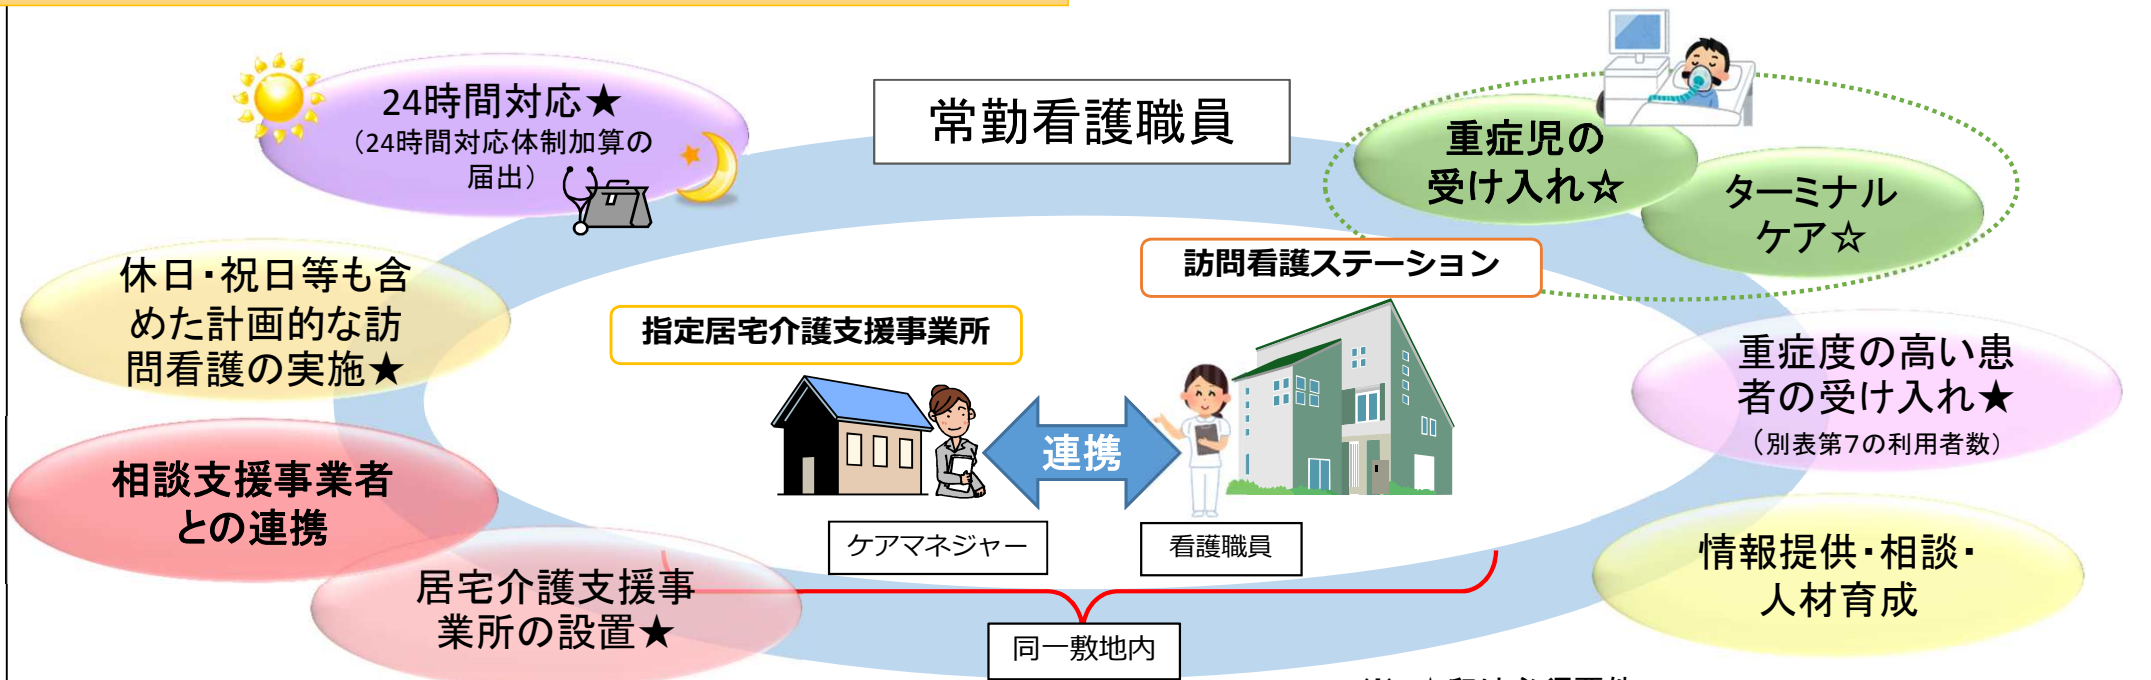 24時間対応★
（24時間対応体制加算の
届出）
常勤看護職員
重症児の
受け入れ☆
ターミナル
ケア☆
休日・祝日等も含
めた計画的な訪
問看護の実施★
指定居宅介護支援事業所
訪問看護ステーション
連携
重症度の高い患
者の受け入れ★
（別表第7の利用者数）
相談支援事業者
との連携
ケアマネジャー
看護職員
居宅介護支援事
業所の設置★
情報提供・相談・
人材育成
同一敷地内